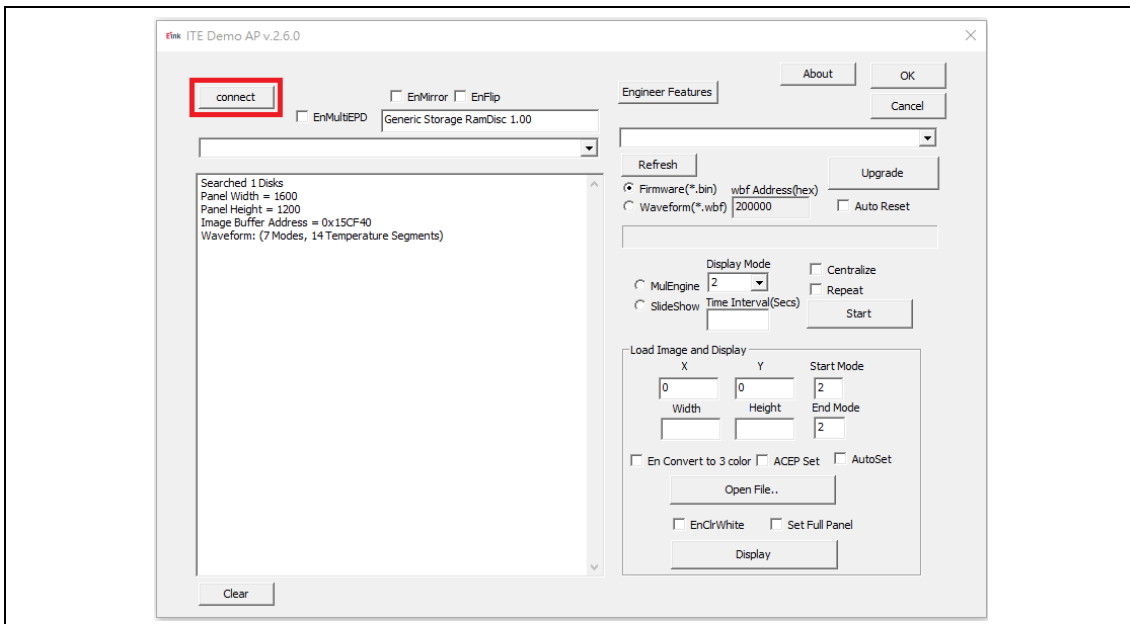 Eink ITE Demo AP v.2.6.0
About
OK
connect
EnMirror
EnFlip
Engineer Features
Cancel
EnMultiEPD
Generic Storage RamDisc 1.00
Refresh
Upgrade
Firmware(*.bin)
wbf Address(hex)
Waveform(*.wbf)
200000
Auto Reset
Searched 1 Disks
Panel Width = 1600
Panel Height = 1200
Image Buffer Address = 0x15CF40
Waveform: (7 Modes, 14 Temperature Segments)
Display Mode
Centralize
MulEngine
2
Repeat
SlideShow
Time Interval(Secs)
Start
Load Image and Display
X
Y
Start Mode
0
0
2
Width
Height
End Mode
2
En Convert to 3 color
ACEP Set
AutoSet
Open File..
EnClrWhite
Set Full Panel
Display
Clear